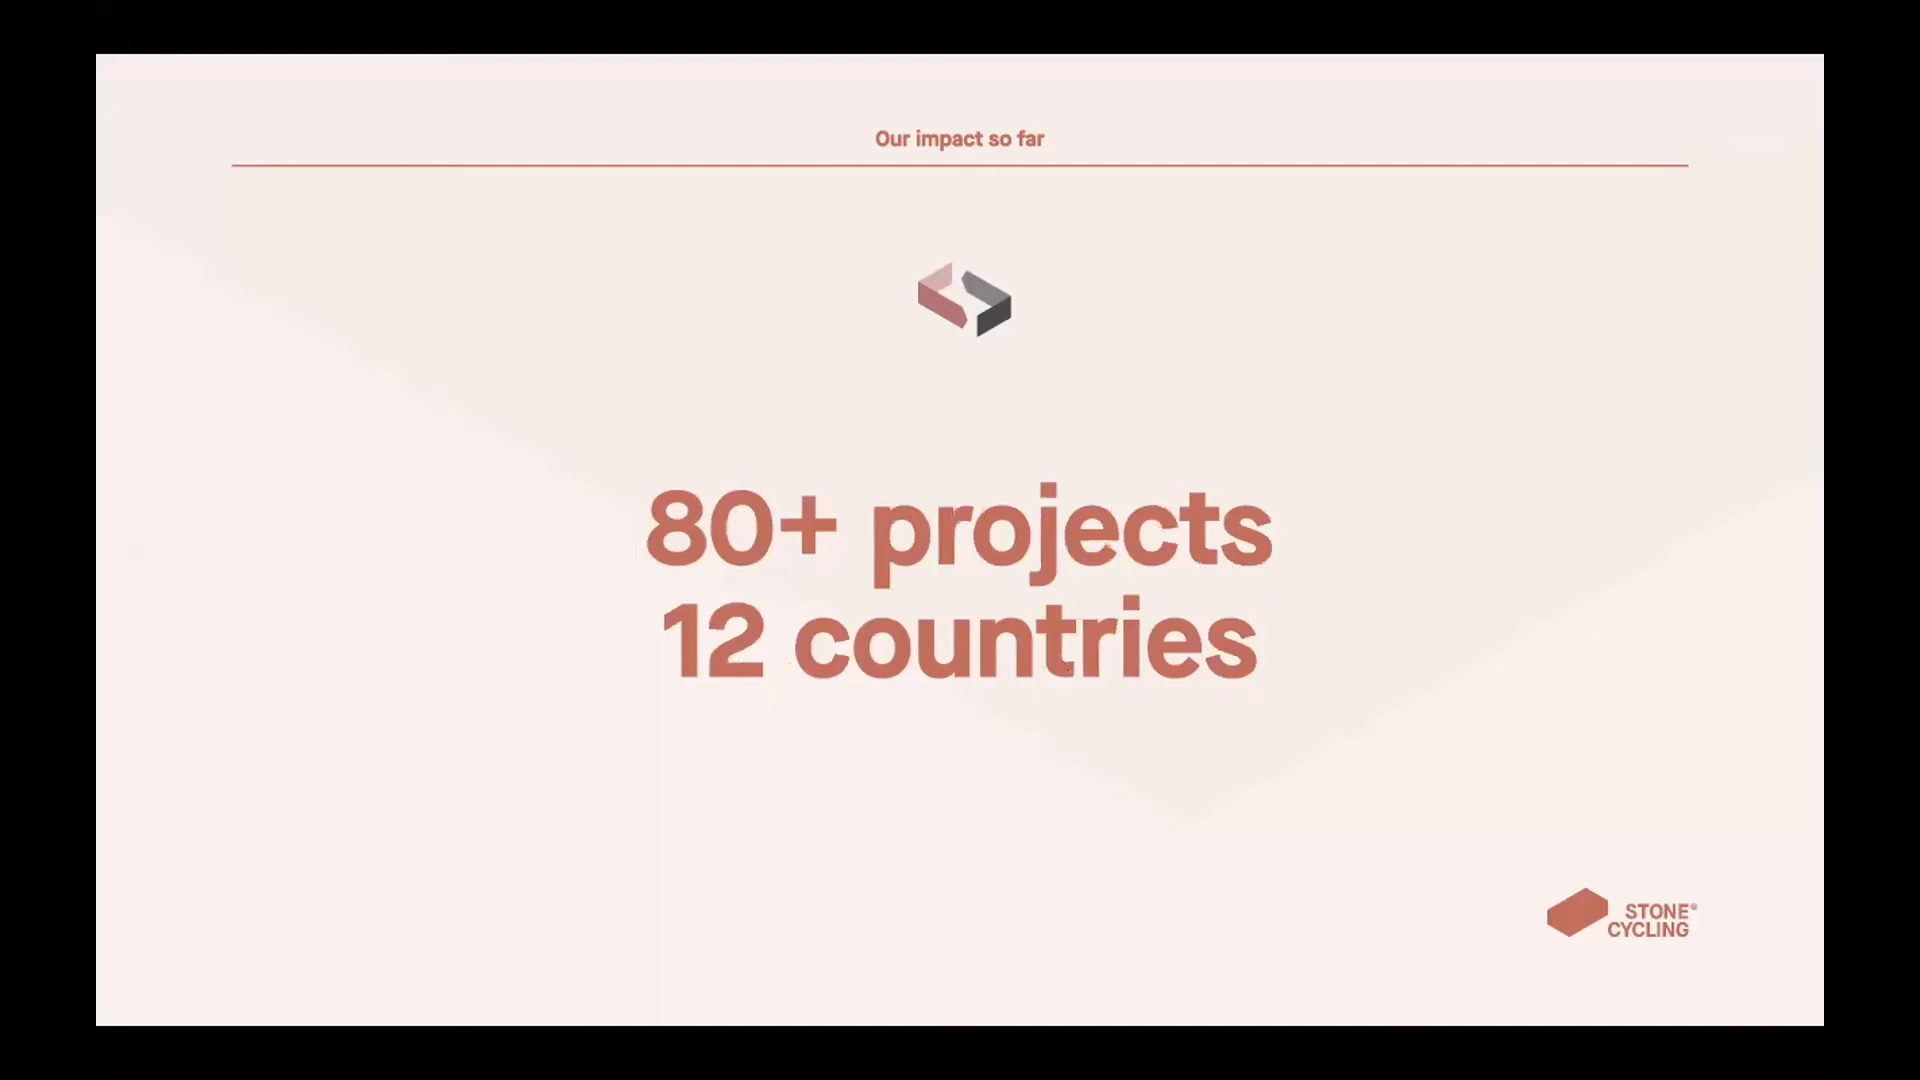 Our impact so far
80+ projects
12 countries
STONE®
CYCLING